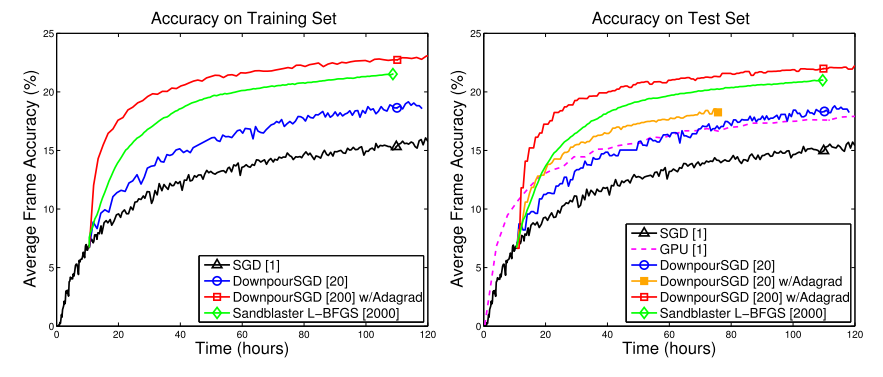 Accuracy on Training Set
Average Frame Accuracy (%)
25
20
15
10
5
0
0 20 40 60 80 100 120
Time (hours)
SGD [1]
DownpourSGD [20]
DownpourSGD [200] w/Adagrad
Sandblaster L−BFGS [2000]
Accuracy on Test Set
Average Frame Accuracy (%)
25
20
15
10
5
0
0 20 40 60 80 100 120
Time (hours)
SGD [1]
GPU [1]
DownpourSGD [20]
DownpourSGD [20] w/Adagrad
DownpourSGD [200] w/Adagrad
Sandblaster L−BFGS [2000]